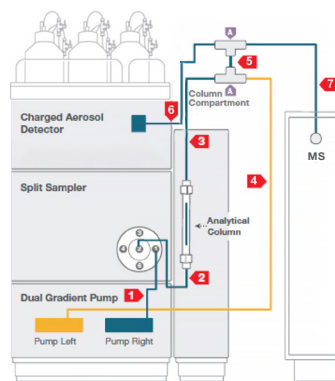 A
5
Column
Compartment
A
6
7
Charged Aerosol
Detector
3
MS
4
Split Sampler
Analytical
Column
2
Dual Gradient Pump
1
Pump Left
Pump Right